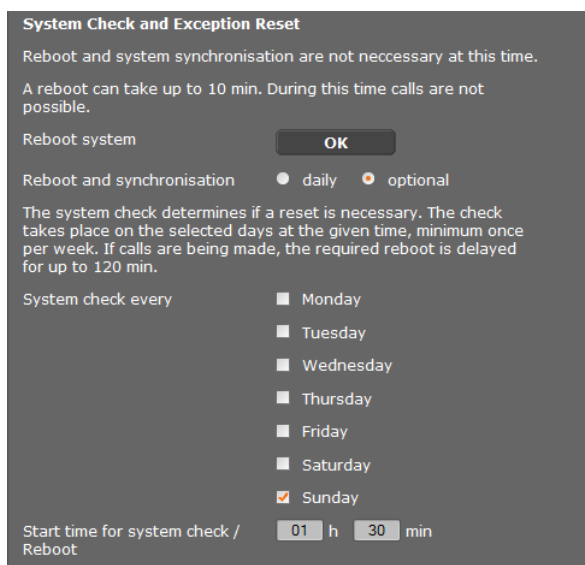 System Check and Exception Reset
Reboot and system synchronisation are not neccessary at this time.
A reboot can take up to 10 min. During this time calls are not
possible.
Reboot system OK
Reboot and synchronisation daily optional
The system check determines if a reset is necessary. The check
takes place on the selected days at the given time, minimum once
per week. If calls are being made, the required reboot is delayed
for up to 120 min.
System check every Monday
Tuesday
Wednesday
Thursday
Friday
Saturday
Sunday
Start time for system check / 01 h 30 min
Reboot